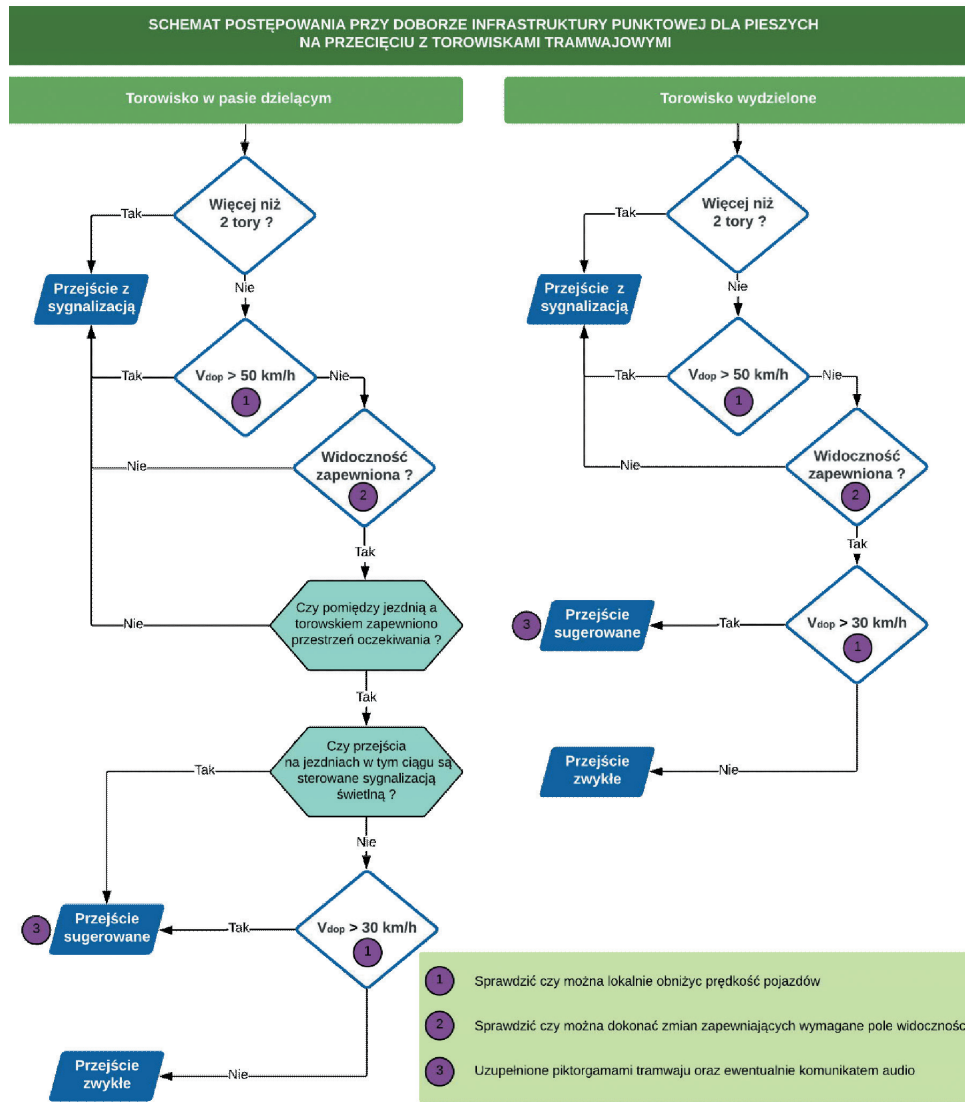 SCHEMAT POSTĘPOWANIA PRZY DOBORZE INFRASTRUKTURY PUNKTOWEJ DLA PIESZYCH
NA PRZECIĘCIU Z TOROWISKAMI TRAMWAJOWYMI
Torowisko w pasie dzielącym
Więcej niż
2 tory ?
Tak
Przejście z
sygnalizacją
Nie
Vdop > 50 km/h
1
Tak
Nie
Widoczność
zapewniona ?
2
Nie
Tak
Czy pomiędzy jezdnią a
torowskiem zapewniono
przestrzeń oczekiwania ?
Nie
Tak
Czy przejścia
na jezdniach w tym ciągu są
sterowane sygnalizacją
świetlną ?
Tak
Nie
3
Przejście
sugerowane
Tak
Vdop > 30 km/h
1
Przejście
zwykłe
Nie
Torowisko wydzielone
Więcej niż
2 tory ?
Tak
Przejście z
sygnalizacją
Nie
Vdop > 50 km/h
1
Tak
Nie
Widoczność
zapewniona ?
2
Nie
Tak
3
Przejście
sugerowane
Tak
Vdop > 30 km/h
1
Przejście
zwykłe
Nie
1 Sprawdzić czy można lokalnie obniżyc prędkość pojazdów
2 Sprawdzić czy można dokonać zmian zapewniających wymagane pole widocznośc
3 Uzupełnione piktorgamami tramwaju oraz ewentualnie komunikatem audio